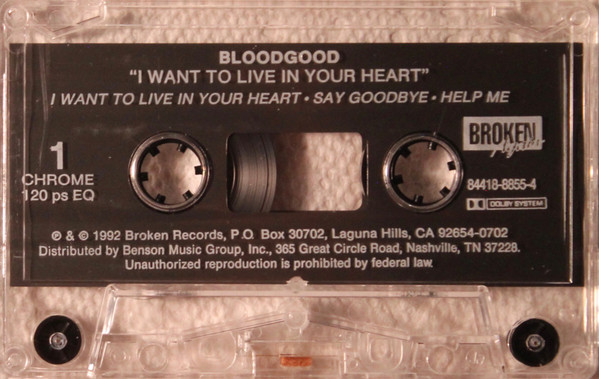 BLOODGOOD
"I WANT TO LIVE IN YOUR HEART"
I WANT TO LIVE IN YOUR HEART • SAY GOODBYE • HELP ME
1
CHROME
120 ps EQ
BROKEN
84418-8855-4
DOLBY SYSTEM
℗ & © 1992 Broken Records, P.O. Box 30702, Laguna Hills, CA 92654-0702
Distributed by Benson Music Group, Inc., 365 Great Circle Road, Nashville, TN 37228.
Unauthorized reproduction is prohibited by federal law.